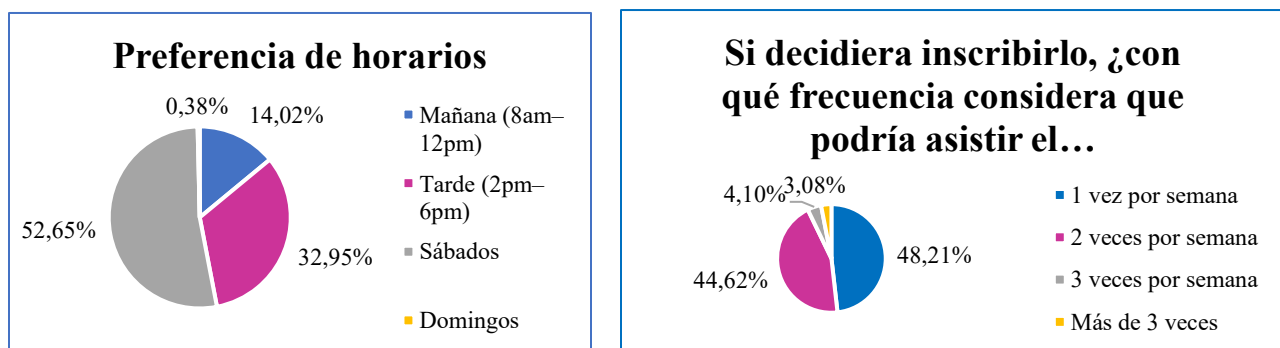 Preferencia de horarios
0,38%
14,02%
52,65%
32,95%
Mañana (8am–
12pm)
Tarde (2pm–
6pm)
Sábados
Domingos
Si decidiera inscribirlo, ¿con
qué frecuencia considera que
podría asistir el…
4,10%
3,08%
44,62%
48,21%
1 vez por semana
2 veces por semana
3 veces por semana
Más de 3 veces